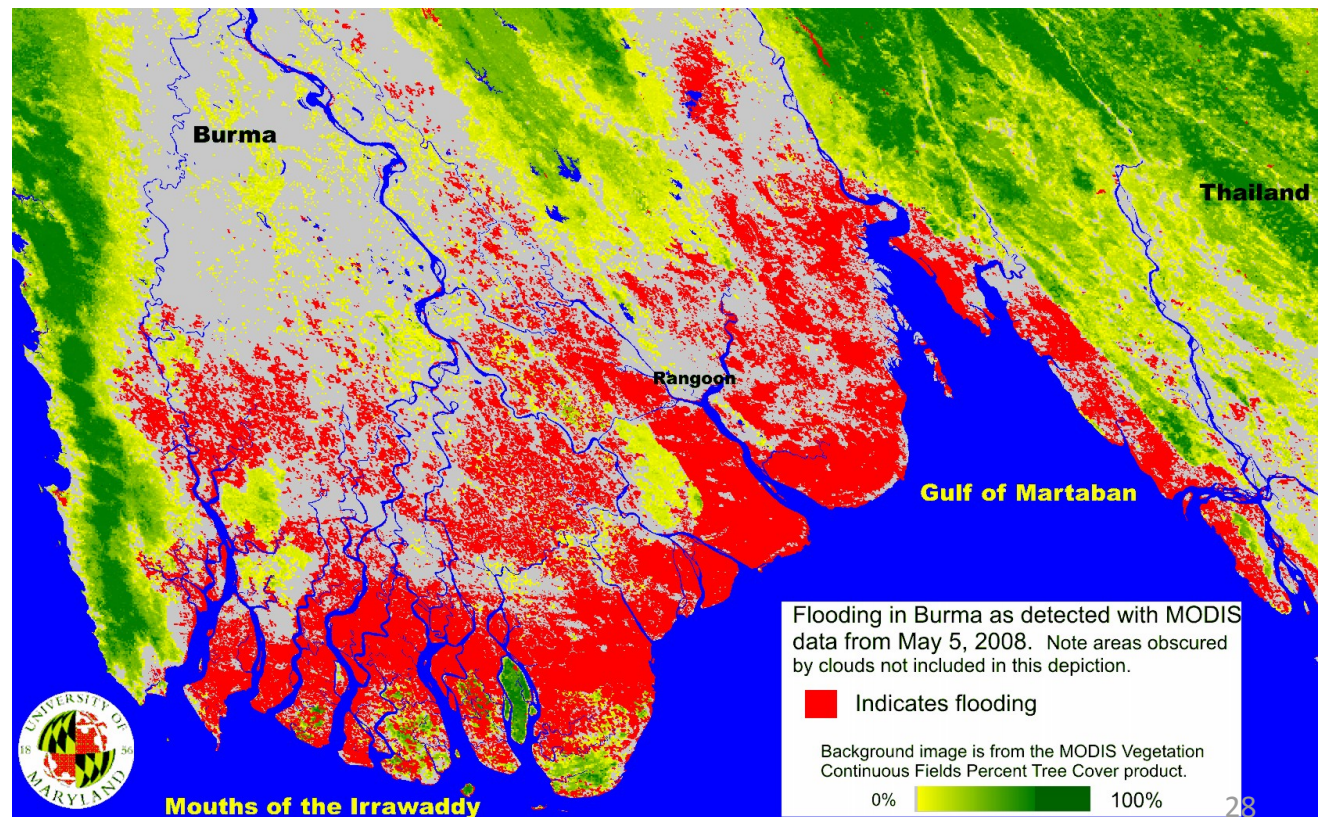 Burma
Thailand
Rangoon
Gulf of Martaban
Flooding in Burma as detected with MODIS
data from May 5, 2008. Note areas obscured
by clouds not included in this depiction.
Indicates flooding
Background image is from the MODIS Vegetation
Continuous Fields Percent Tree Cover product.
0% 100%
28
UNIVERSITY OF
18 56
MARYLAND
Mouths of the Irrawaddy